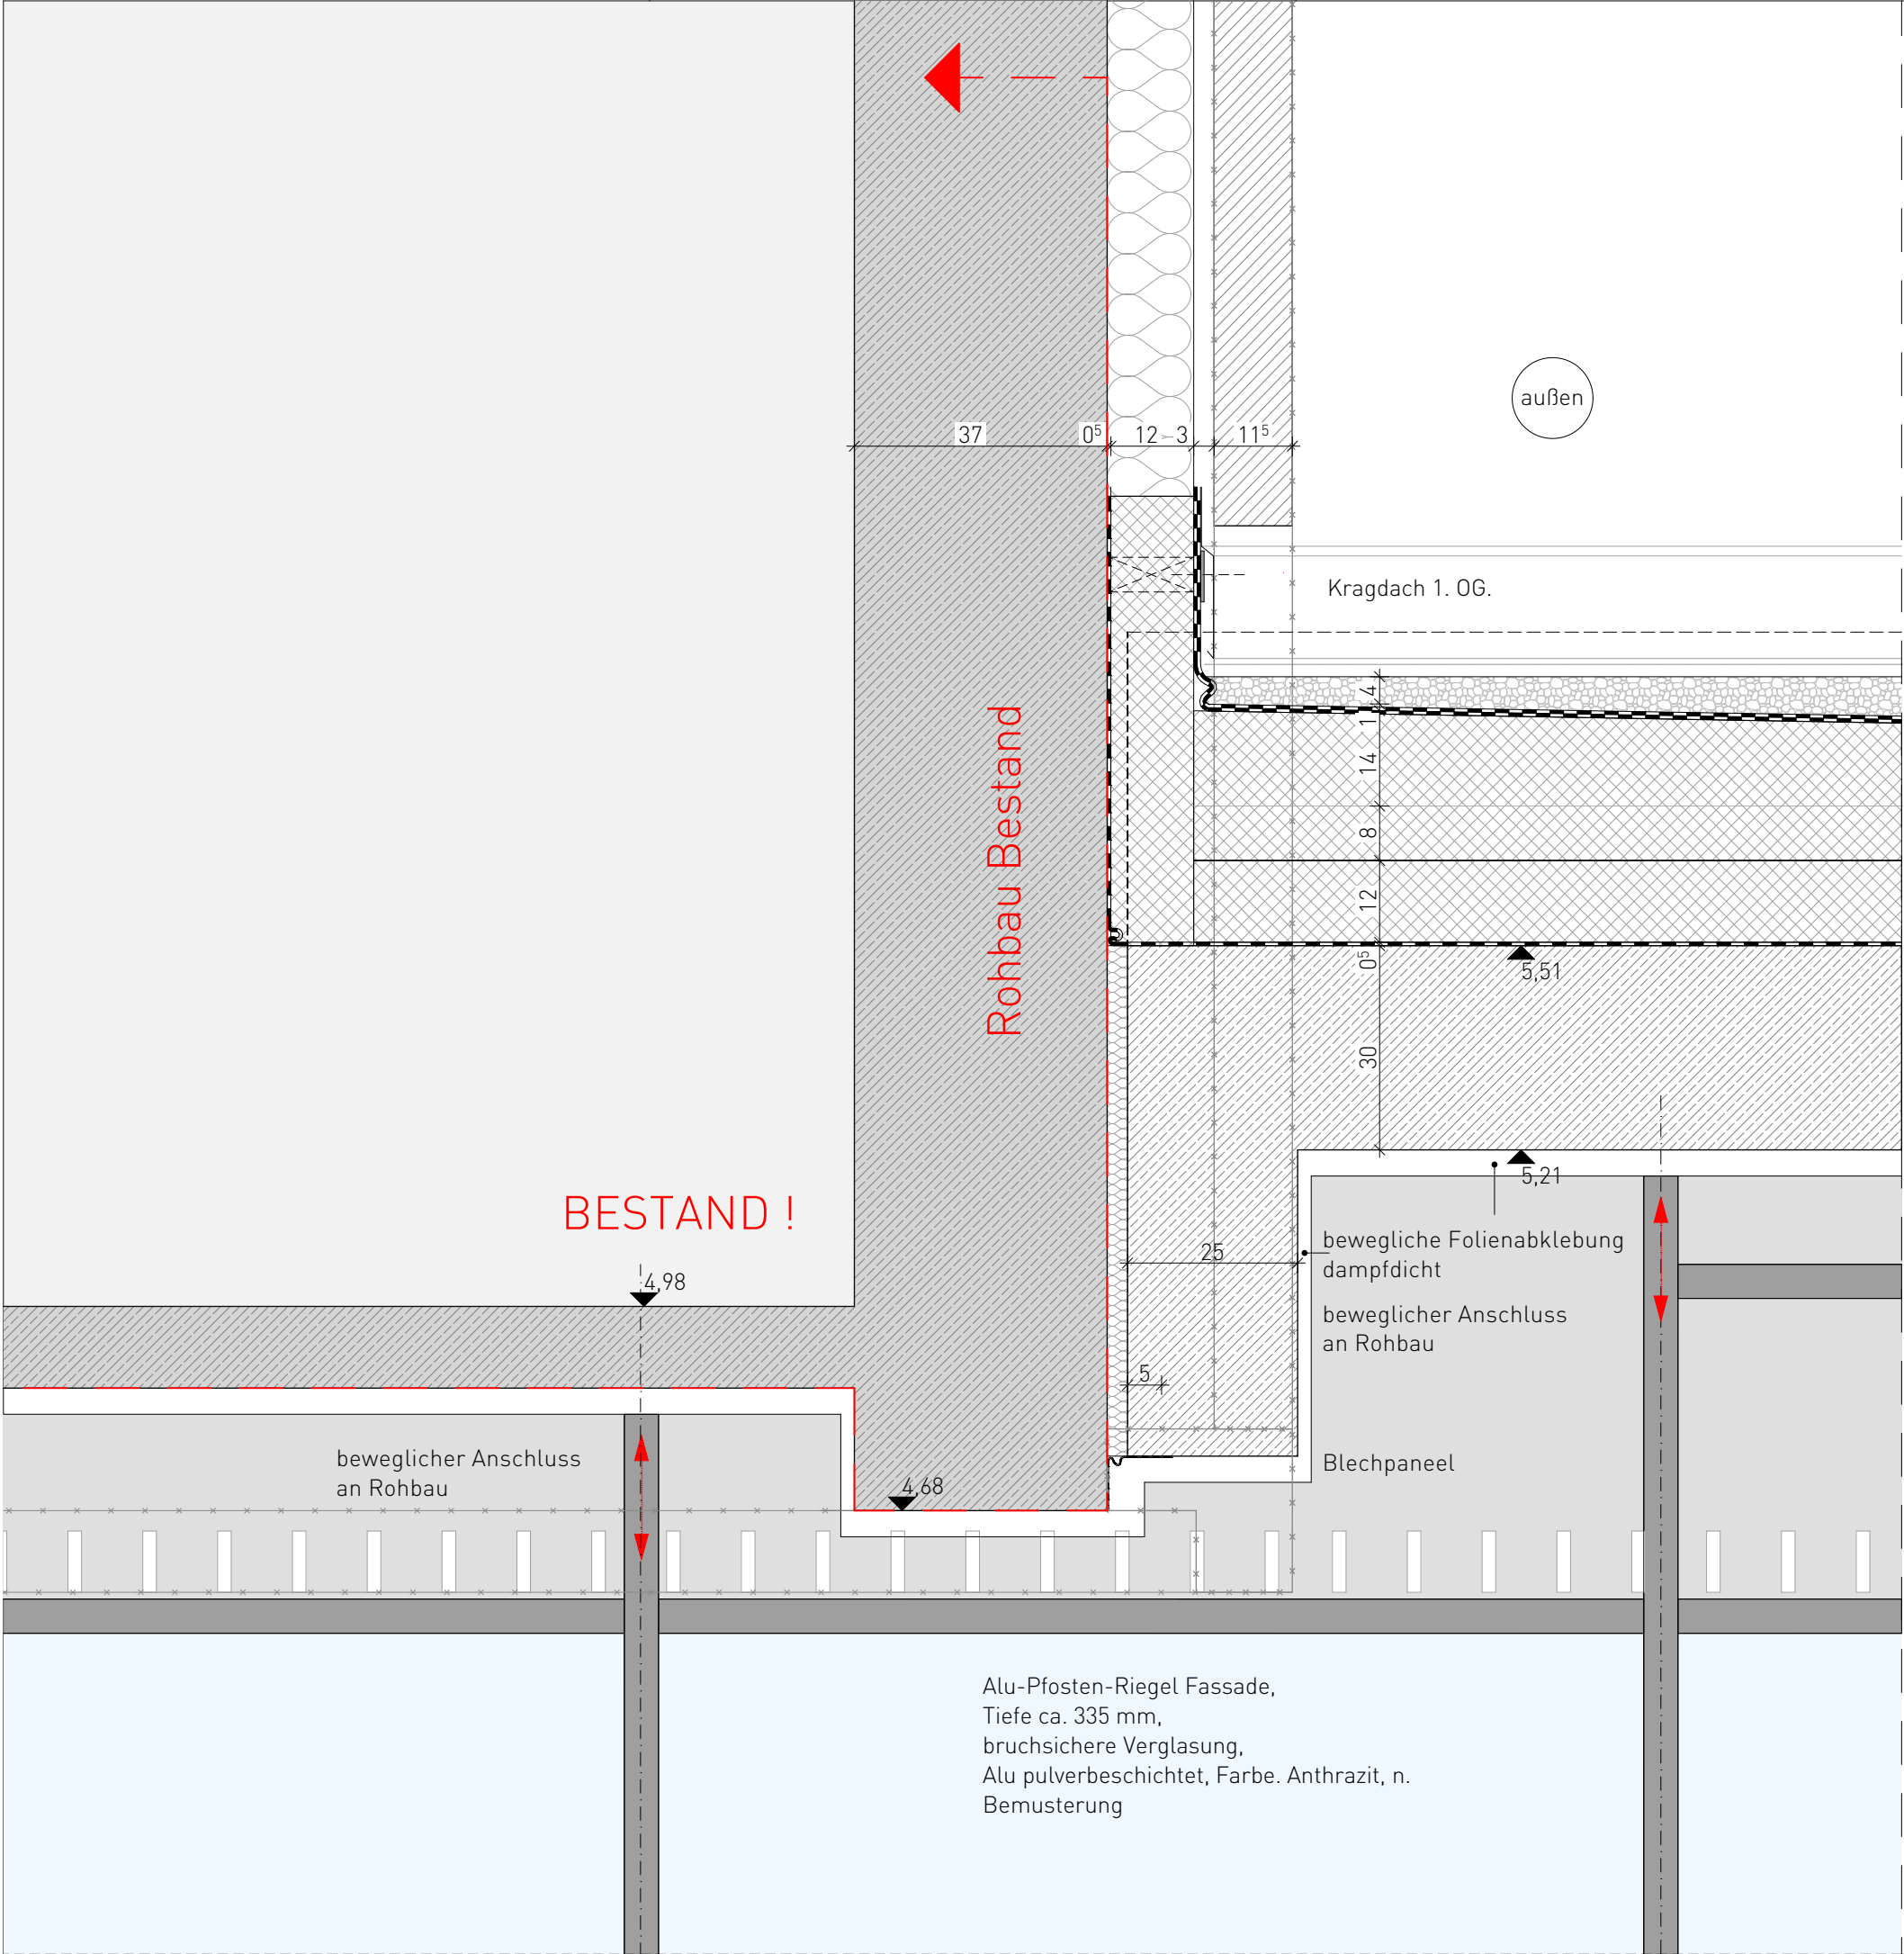 außen
37
0⁵
12
3
11⁵
Kragdach 1. OG.
4
1
14
8
12
0⁵
30
5,51
5,21
Rohbau Bestand
BESTAND !
4,98
25
bewegliche Folienabklebung
dampfdicht
beweglicher Anschluss
an Rohbau
5
Blechpaneel
beweglicher Anschluss
an Rohbau
4,68
Alu-Pfosten-Riegel Fassade,
Tiefe ca. 335 mm,
bruchsichere Verglasung,
Alu pulverbeschichtet, Farbe. Anthrazit, n.
Bemusterung